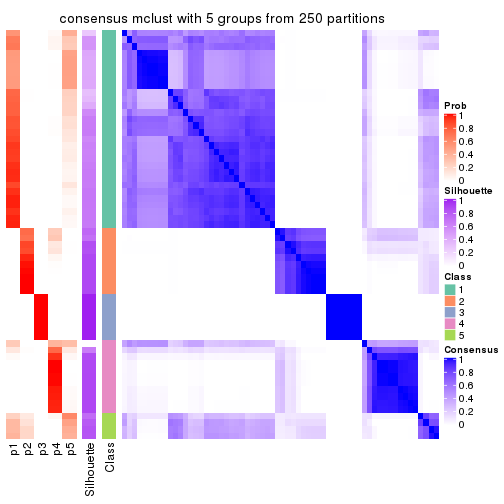 consensus mclust with 5 groups from 250 partitions
Prob
1
0.8
0.6
0.4
0.2
0
Silhouette
1
0.8
0.6
0.4
0.2
0
Class
1
2
3
4
5
Consensus
1
0.8
0.6
0.4
0.2
0
p1
p2
p3
p4
p5
Silhouette
Class